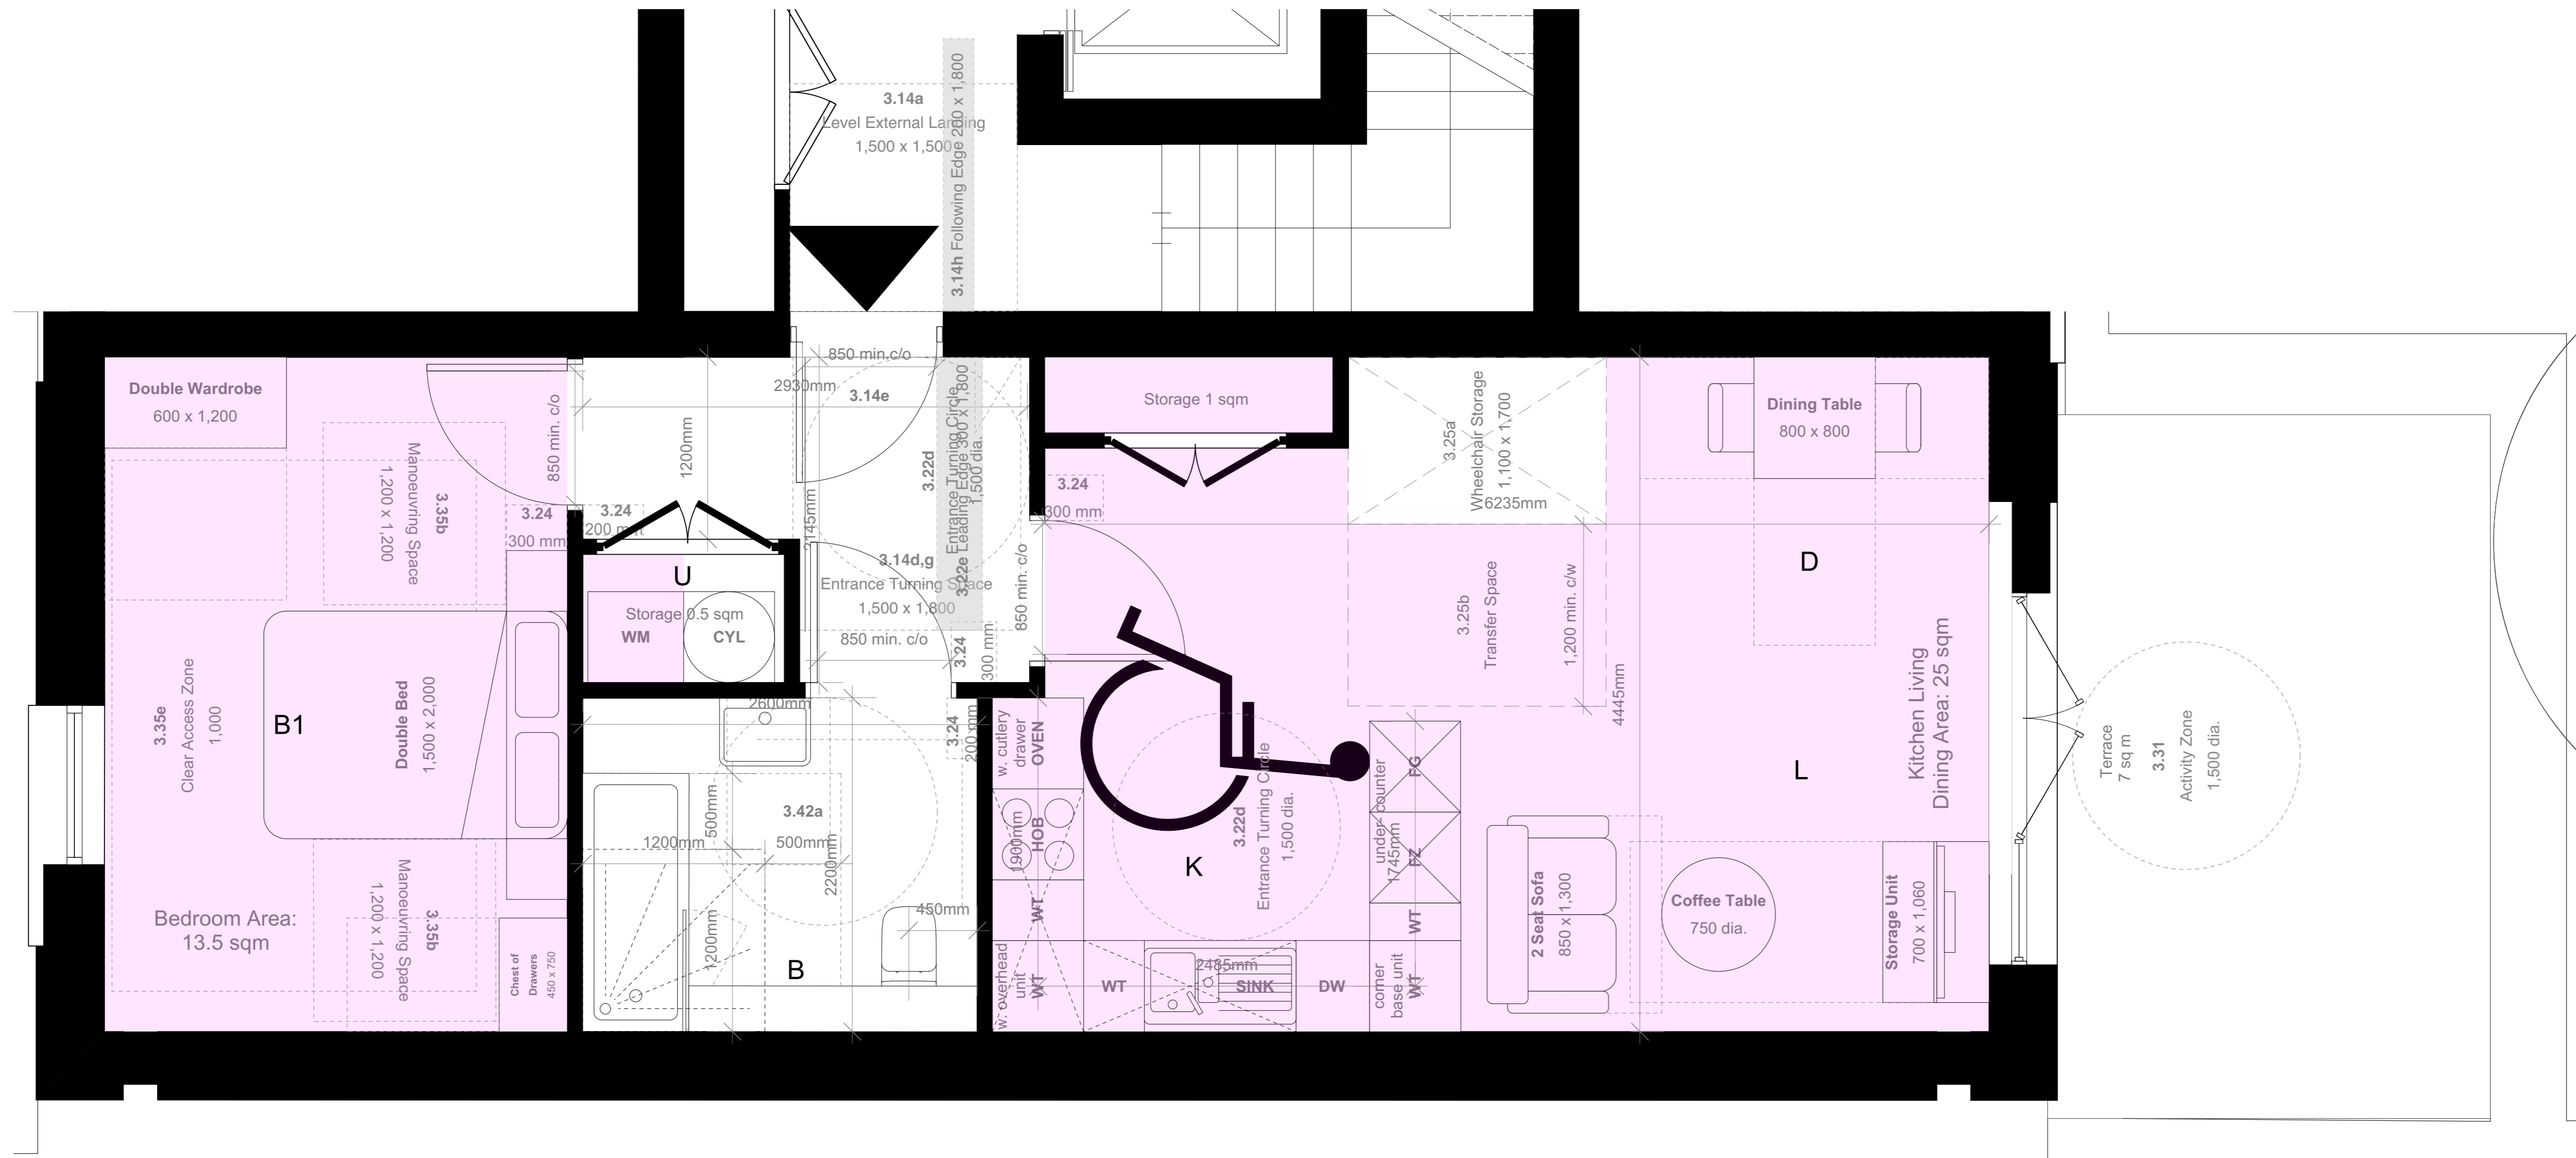 3.14a
Level External Landing
1,500 x 1,500
3.14h Following Edge 200 x 1,800
850 min.c/o
2930mm
3.14e
Double Wardrobe
600 x 1,200
Manoeuvring Space
1,200 x 1,200
3.35b
850 min. c/o
3.24
300 mm
3.24
200 mm
1200mm
2145mm
3.22d
Entrance Turning Circle
1,500 dia.
3.22e Leading Edge 300 x 1,800
3.14d,g
Entrance Turning Space
1,500 x 1,800
850 min. c/o
850 min. c/o
3.24
300 mm
U
Storage 0.5 sqm
WM
CYL
Storage 1 sqm
3.24
300 mm
3.25a
Wheelchair Storage
1,100 x 1,700
6235mm
3.25b
Transfer Space
1,200 min. c/w
4445mm
Dining Table
800 x 800
D
L
Kitchen Living
Dining Area: 25 sqm
Terrace
7 sq m
3.31
Activity Zone
1,500 dia.
3.35e
Clear Access Zone
1,000
B1
Double Bed
1,500 x 2,000
Manoeuvring Space
1,200 x 1,200
3.35b
Bedroom Area:
13.5 sqm
Chest of
Drawers
450 x 750
2600mm
3.24
200 mm
500mm
3.42a
1200mm
500mm
2200mm
450mm
1200mm
B
w. cutlery
drawer
OVEN
HOB
1900mm
WT
w. overhead
unit
WT
WT
2485mm
SINK
DW
corner
base unit
WT
WT
K
3.22d
Entrance Turning Circle
1,500 dia.
under-counter
1745mm
FG
FZ
2 Seat Sofa
850 x 1,300
Coffee Table
750 dia.
Storage Unit
700 x 1,060